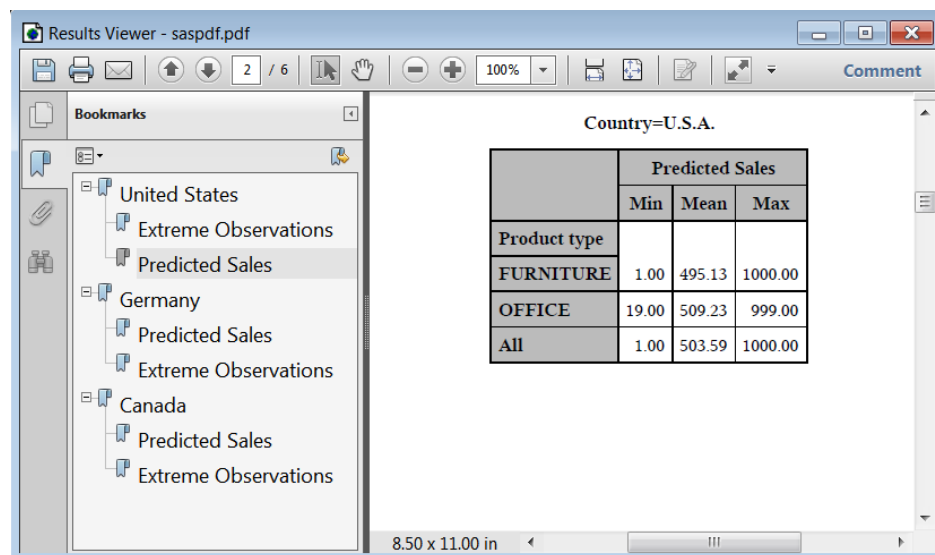 Results Viewer - saspdf.pdf
2 / 6 100% Comment
Bookmarks
United States
Extreme Observations
Predicted Sales
Germany
Predicted Sales
Extreme Observations
Canada
Predicted Sales
Extreme Observations
Country=U.S.A.
Predicted Sales
Min Mean Max
Product type
FURNITURE 1.00 495.13 1000.00
OFFICE 19.00 509.23 999.00
All 1.00 503.59 1000.00
8.50 x 11.00 in